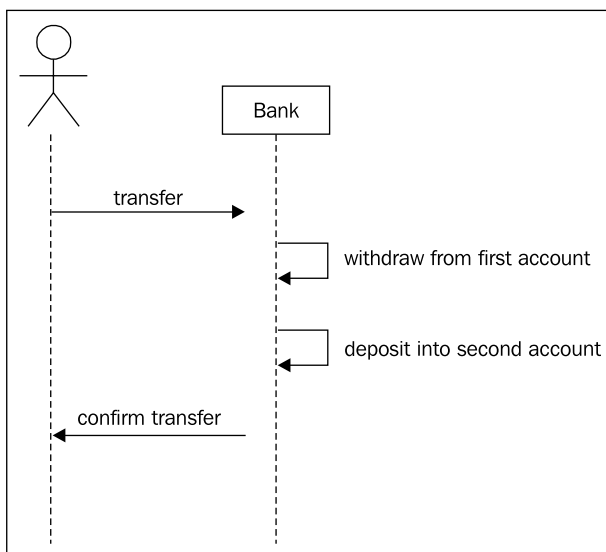 Bank
transfer
withdraw from first account
deposit into second account
confirm transfer